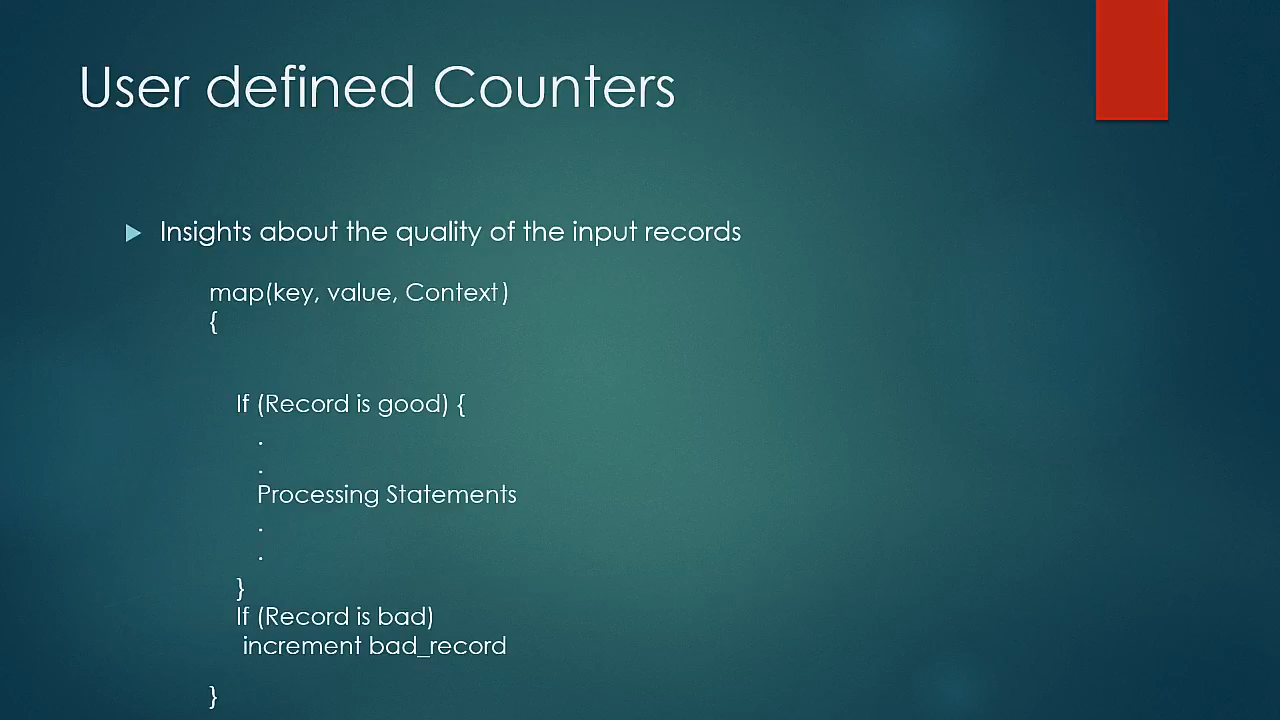 User defined Counters
Insights about the quality of the input records
map(key, value, Context)
{
If (Record is good) {
.
.
Processing Statements
.
.
}
If (Record is bad)
increment bad_record
}